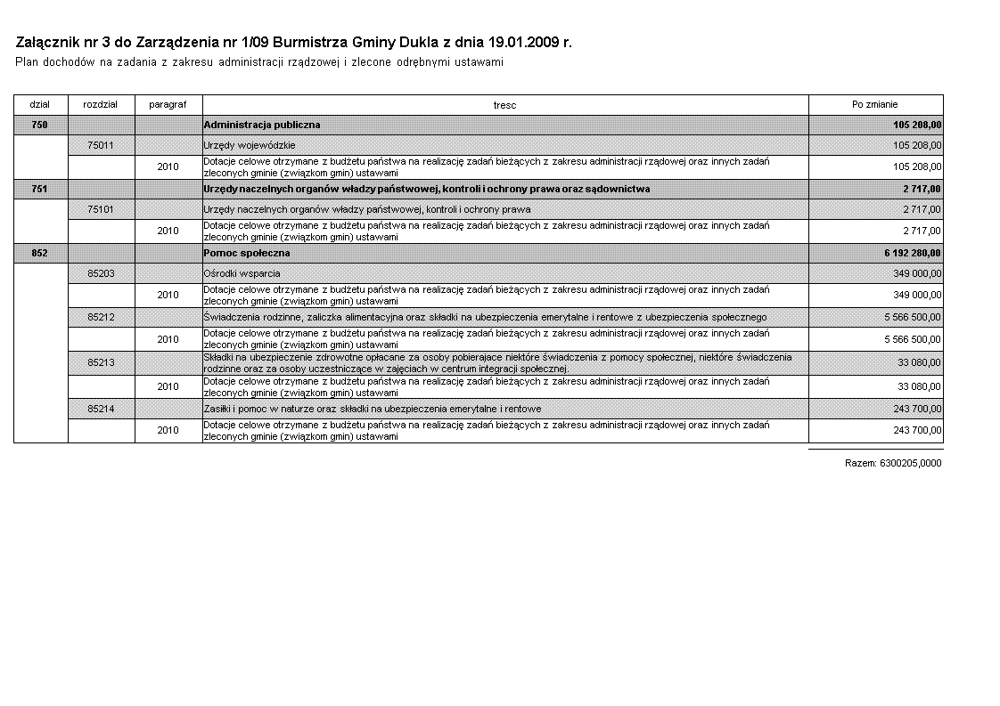 Załącznik nr 3 do Zarządzenia nr 1/09 Burmistrza Gminy Dukla z dnia 19.01.2009 r.
Plan dochodów na zadania z zakresu administracji rządzowej i zlecone odrębnymi ustawami
dzial rozdzial paragraf tresc Po zmianie
750 Administracja publiczna 105 208,00
75011 Urzędy wojewódzkie 105 208,00
2010 Dotacje celowe otrzymane z budżetu państwa na realizację zadań bieżących z zakresu administracji rządowej oraz innych zadań
zleconych gminie (związkom gmin) ustawami 105 208,00
751 Urzędy naczelnych organów władzy państwowej, kontroli i ochrony prawa oraz sądownictwa 2 717,00
75101 Urzędy naczelnych organów władzy państwowej, kontroli i ochrony prawa 2 717,00
2010 Dotacje celowe otrzymane z budżetu państwa na realizację zadań bieżących z zakresu administracji rządowej oraz innych zadań
zleconych gminie (związkom gmin) ustawami 2 717,00
852 Pomoc społeczna 6 192 280,00
85203 Ośrodki wsparcia 349 000,00
2010 Dotacje celowe otrzymane z budżetu państwa na realizację zadań bieżących z zakresu administracji rządowej oraz innych zadań
zleconych gminie (związkom gmin) ustawami 349 000,00
85212 Świadczenia rodzinne, zaliczka alimentacyjna oraz składki na ubezpieczenia emerytalne i rentowe z ubezpieczenia społecznego 5 566 500,00
2010 Dotacje celowe otrzymane z budżetu państwa na realizację zadań bieżących z zakresu administracji rządowej oraz innych zadań
zleconych gminie (związkom gmin) ustawami 5 566 500,00
85213 Składki na ubezpieczenie zdrowotne opłacane za osoby pobierajace niektóre świadczenia z pomocy społecznej, niektóre świadczenia
rodzinne oraz za osoby uczestniczące w zajęciach w centrum integracji społecznej. 33 080,00
2010 Dotacje celowe otrzymane z budżetu państwa na realizację zadań bieżących z zakresu administracji rządowej oraz innych zadań
zleconych gminie (związkom gmin) ustawami 33 080,00
85214 Zasiłki i pomoc w naturze oraz składki na ubezpieczenia emerytalne i rentowe 243 700,00
2010 Dotacje celowe otrzymane z budżetu państwa na realizację zadań bieżących z zakresu administracji rządowej oraz innych zadań
zleconych gminie (związkom gmin) ustawami 243 700,00
Razem: 6300205,0000